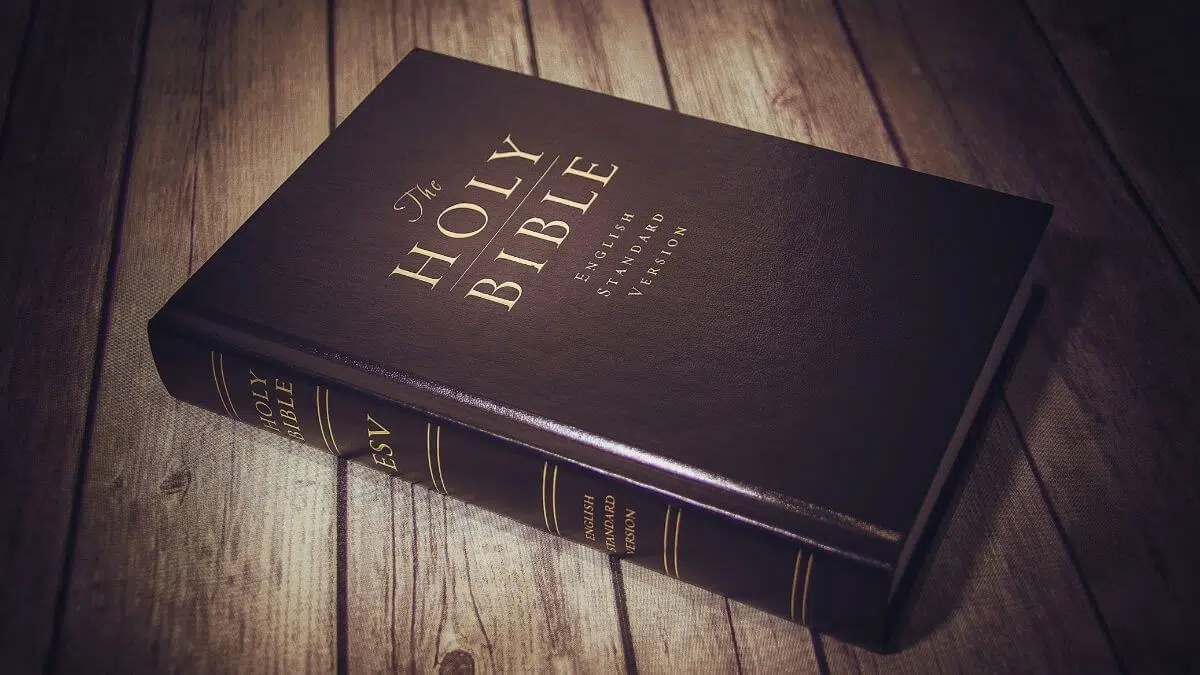 The
HOLY
BIBLE
ENGLISH
STANDARD
VERSION
HOLY
BIBLE
ESV
ENGLISH
STANDARD
VERSION